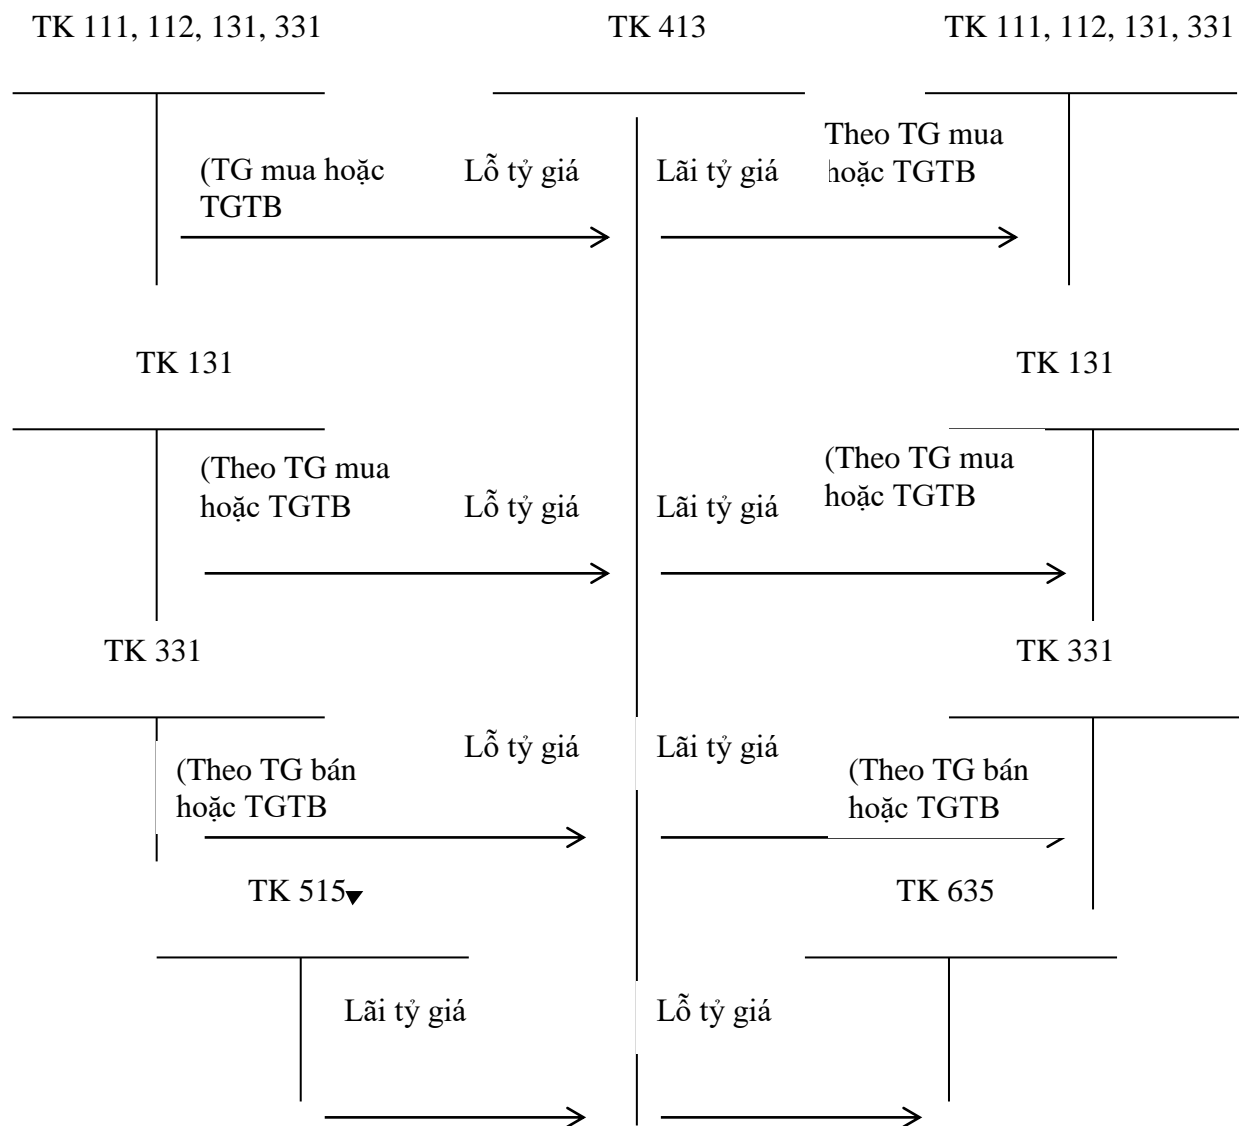 TK 111, 112, 131, 331
TK 413
TK 111, 112, 131, 331
(TG mua hoặc
TGTB
Lỗ tỷ giá
Lãi tỷ giá
Theo TG mua
hoặc TGTB
TK 131
TK 131
(Theo TG mua
hoặc TGTB
Lỗ tỷ giá
Lãi tỷ giá
(Theo TG mua
hoặc TGTB
TK 331
TK 331
(Theo TG bán
hoặc TGTB
Lỗ tỷ giá
Lãi tỷ giá
(Theo TG bán
hoặc TGTB
TK 515
TK 635
Lãi tỷ giá
Lỗ tỷ giá